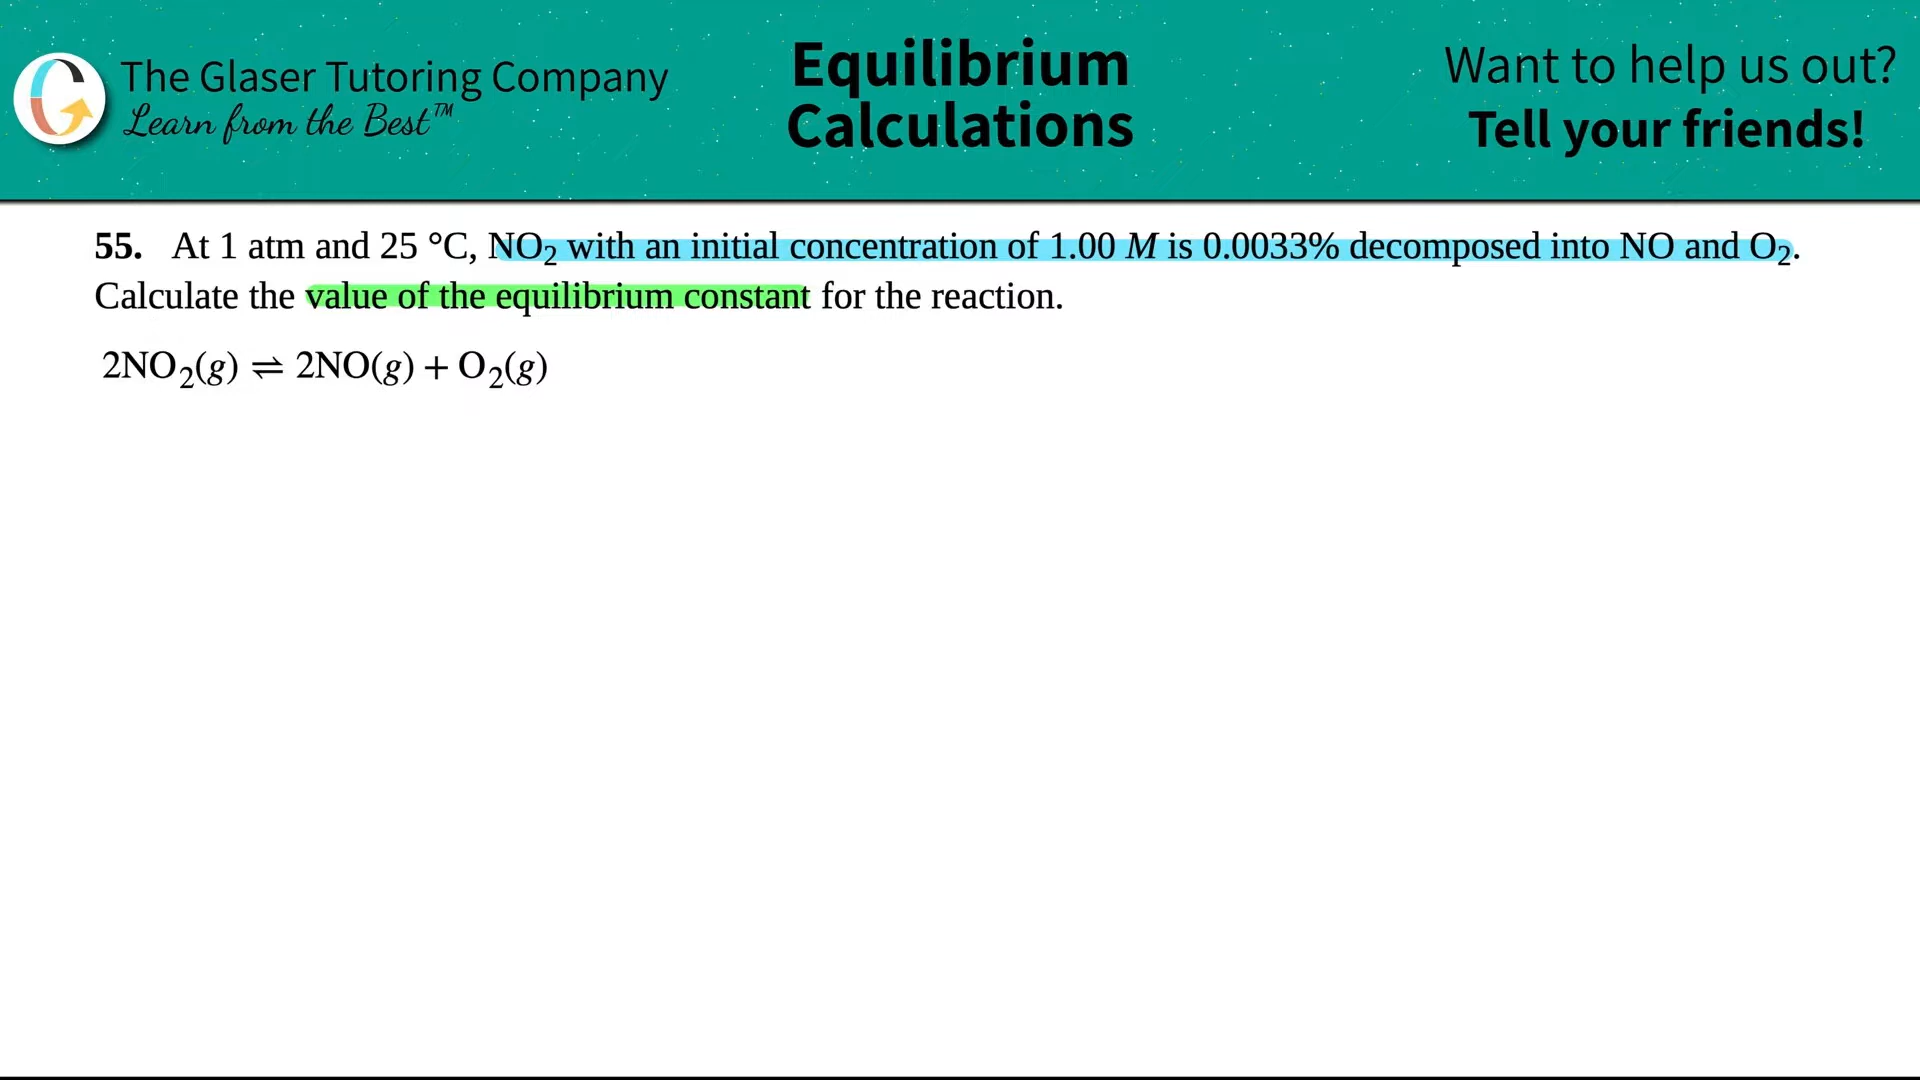 The Glaser Tutoring Company
Learn from the Best™
Equilibrium
Calculations
Want to help us out?
Tell your friends!
55. At 1 atm and 25 °C, NO₂ with an initial concentration of 1.00 M is 0.0033% decomposed into NO and O₂.
Calculate the value of the equilibrium constant for the reaction.
2NO₂(g) ⇌ 2NO(g) + O₂(g)